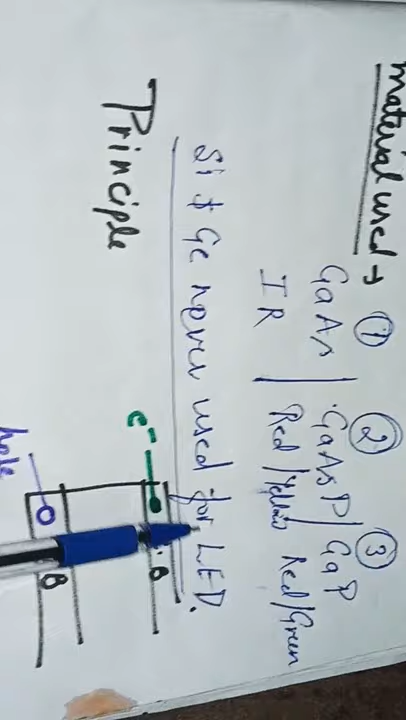 material used → ① GaAs | ② GaAsP | ③ GaP
IR | Red/Yellow Red/Green
Si & Ge never used for LED.
Principle
e⁻
.B
hole
B